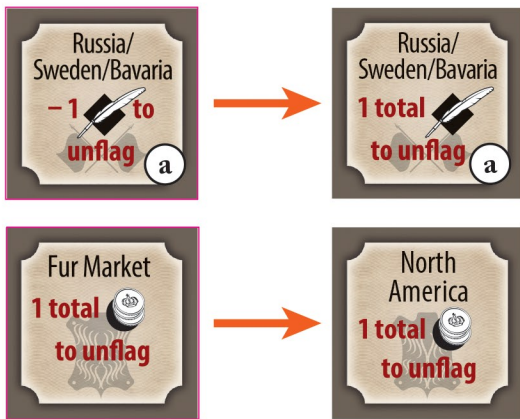 Russia/
Sweden/Bavaria
– 1 to
unflag
a
Russia/
Sweden/Bavaria
1 total
to unflag
a
Fur Market
1 total
to unflag
North
America
1 total
to unflag